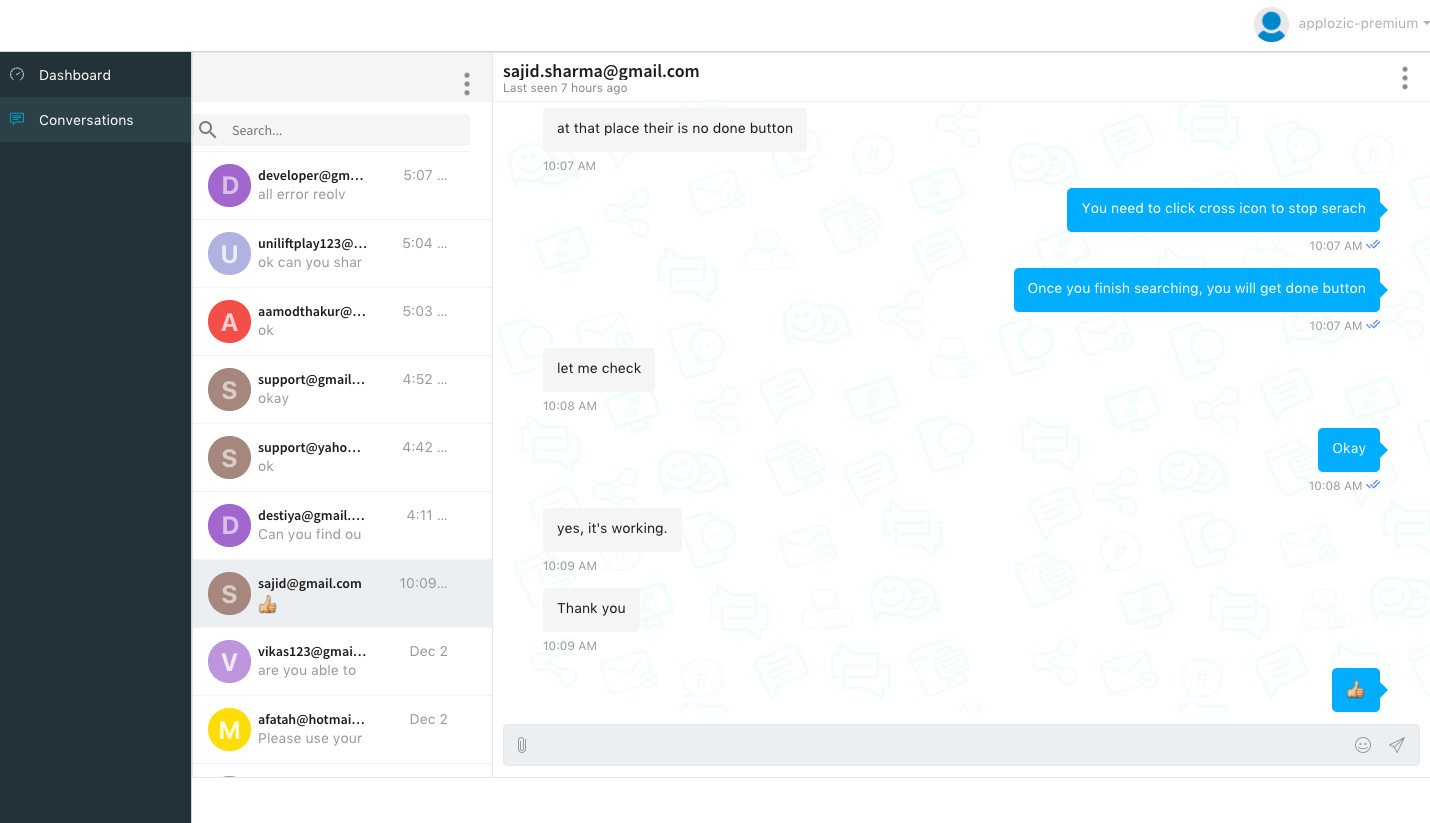 applozic-premium
Dashboard
Conversations
Search...
developer@gm...
5:07 ...
all error reolv
uniliftplay123@...
5:04 ...
ok can you shar
aamodthakur@...
5:03 ...
ok
support@gmail...
4:52 ...
okay
support@yaho...
4:42 ...
ok
destiya@gmail....
4:11 ...
Can you find ou
sajid@gmail.com
10:09...
👍
vikas123@gmai...
Dec 2
are you able to
afatah@hotmai...
Dec 2
Please use your
D
U
A
S
S
D
S
V
M
sajid.sharma@gmail.com
Last seen 7 hours ago
at that place their is no done button
10:07 AM
You need to click cross icon to stop serach
10:07 AM
Once you finish searching, you will get done button
10:07 AM
let me check
10:08 AM
Okay
10:08 AM
yes, it's working.
10:09 AM
Thank you
10:09 AM
👍